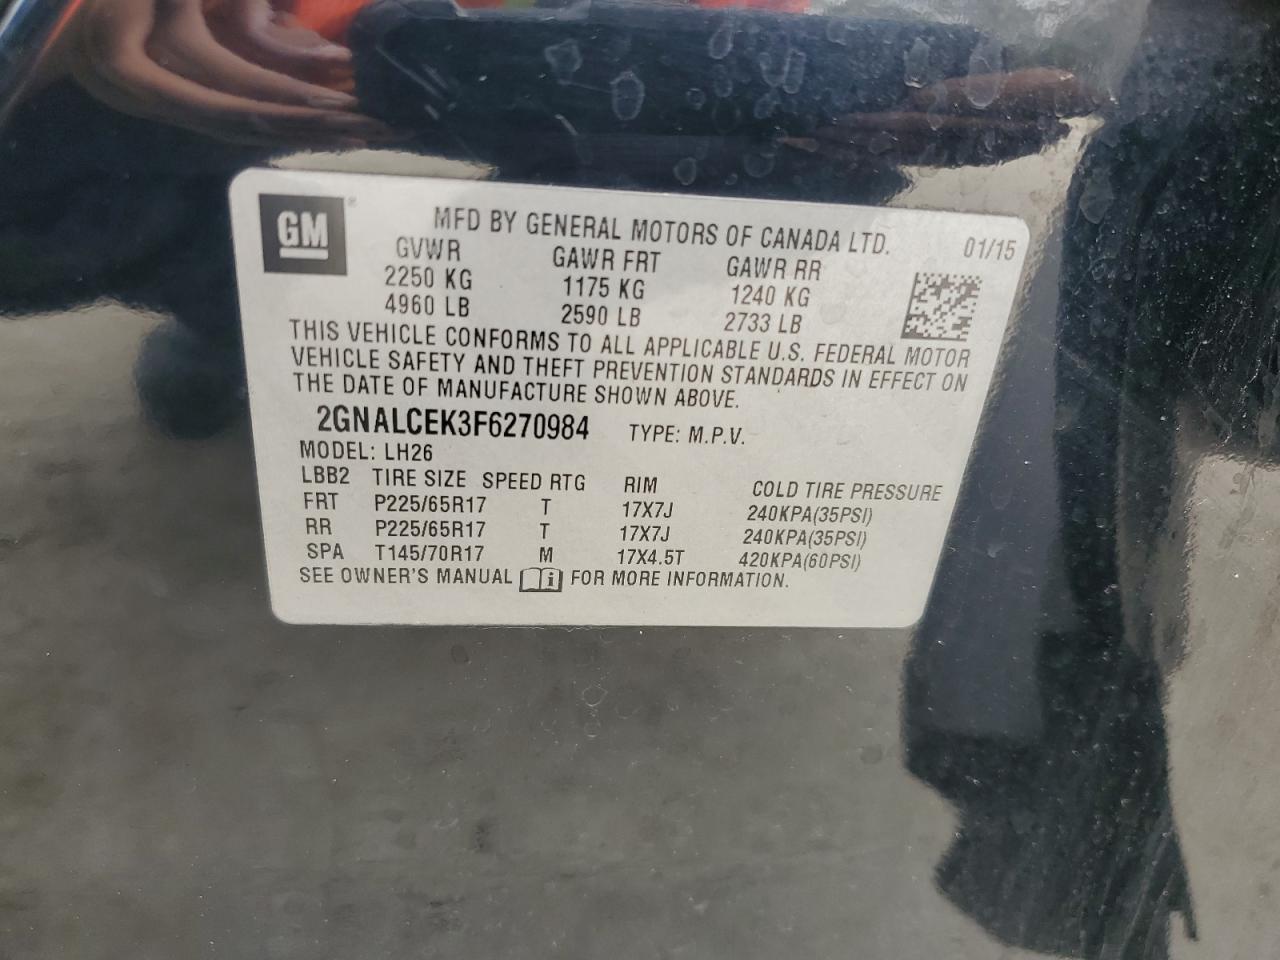 GM ®
MFD BY GENERAL MOTORS OF CANADA LTD. 01/15
GVWR GAWR FRT GAWR RR
2250 KG 1175 KG 1240 KG
4960 LB 2590 LB 2733 LB
THIS VEHICLE CONFORMS TO ALL APPLICABLE U.S. FEDERAL MOTOR
VEHICLE SAFETY AND THEFT PREVENTION STANDARDS IN EFFECT ON
THE DATE OF MANUFACTURE SHOWN ABOVE.
2GNALCEK3F6270984 TYPE: M.P.V.
MODEL: LH26
LBB2 TIRE SIZE SPEED RTG RIM COLD TIRE PRESSURE
FRT P225/65R17 T 17X7J 240KPA(35PSI)
RR P225/65R17 T 17X7J 240KPA(35PSI)
SPA T145/70R17 M 17X4.5T 420KPA(60PSI)
SEE OWNER'S MANUAL i FOR MORE INFORMATION.